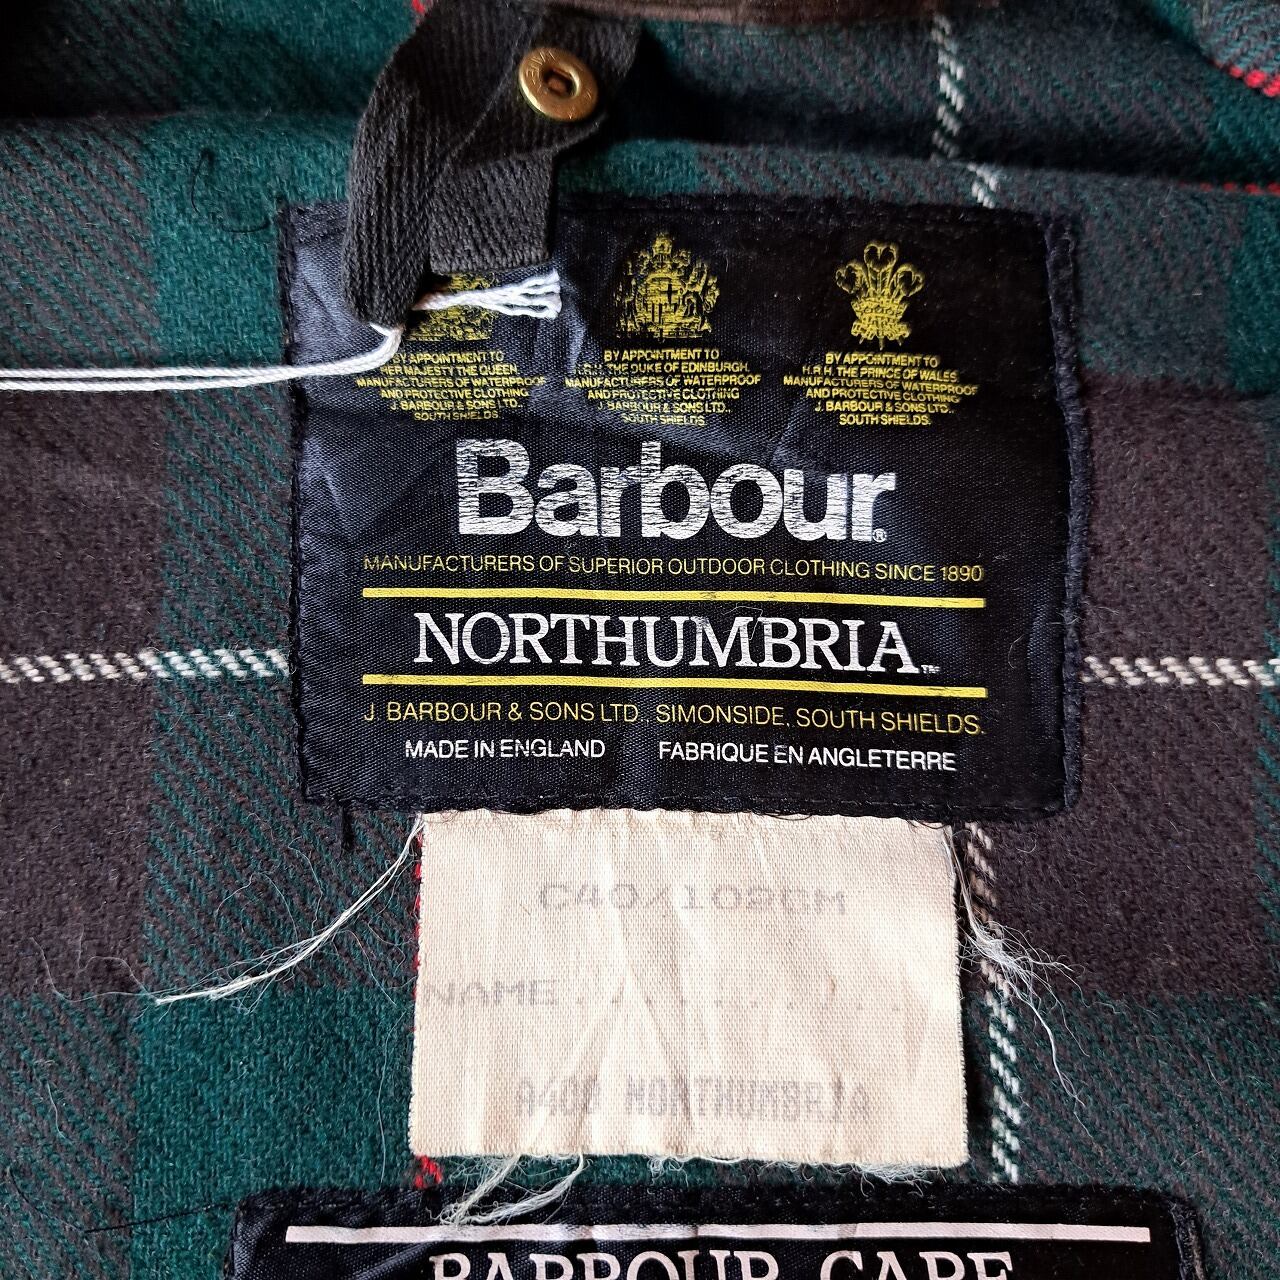 BY APPOINTMENT TO
HER MAJESTY THE QUEEN
MANUFACTURERS OF WATERPROOF
AND PROTECTIVE CLOTHING
J. BARBOUR & SONS LTD.,
SOUTH SHIELDS.
BY APPOINTMENT TO
H.R.H. THE DUKE OF EDINBURGH.
MANUFACTURERS OF WATERPROOF
AND PROTECTIVE CLOTHING
J. BARBOUR & SONS LTD.,
SOUTH SHIELDS.
BY APPOINTMENT TO
H.R.H. THE PRINCE OF WALES.
MANUFACTURERS OF WATERPROOF
AND PROTECTIVE CLOTHING
J. BARBOUR & SONS LTD.,
SOUTH SHIELDS.
Barbour®
MANUFACTURERS OF SUPERIOR OUTDOOR CLOTHING SINCE 1890
NORTHUMBRIA™
J. BARBOUR & SONS LTD., SIMONSIDE, SOUTH SHIELDS.
MADE IN ENGLAND FABRIQUE EN ANGLETERRE
C40/102CM
NAME...........
A400 NORTHUMBRIA
BARBOUR CARE